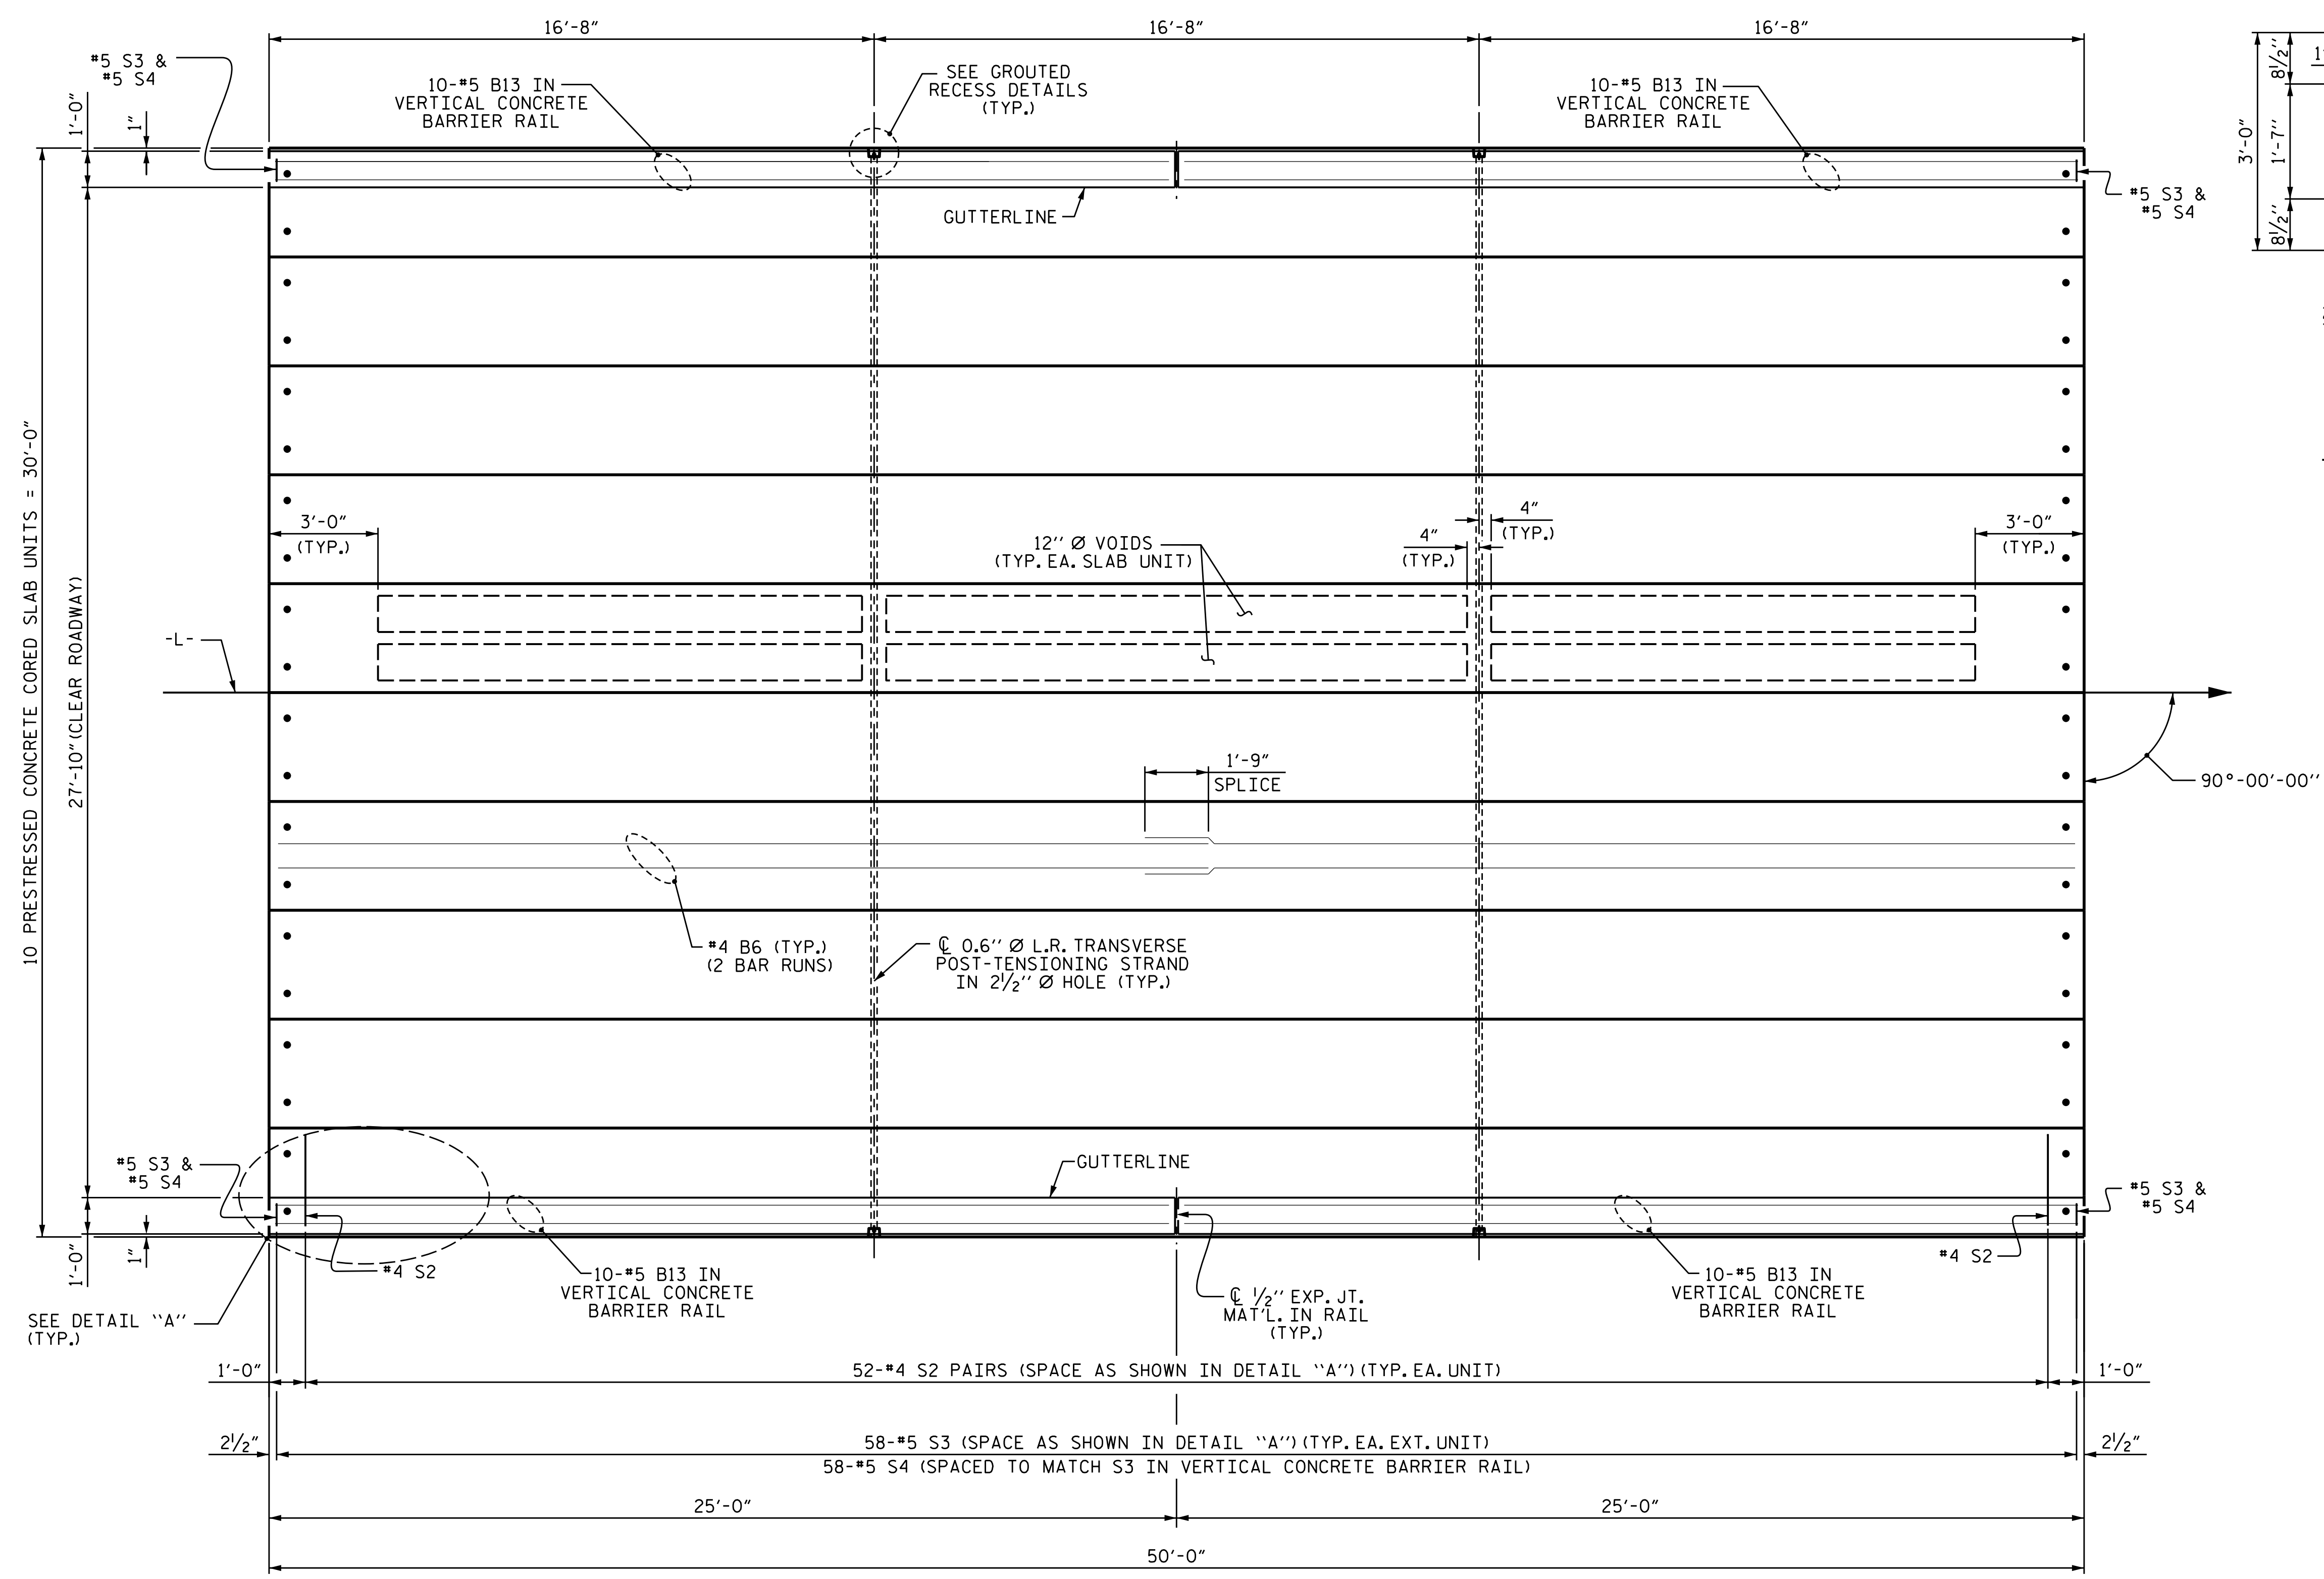 16'-8"
16'-8"
16'-8"
#5 S3 &
#5 S4
10-#5 B13 IN
VERTICAL CONCRETE
BARRIER RAIL
SEE GROUTED
RECESS DETAILS
(TYP.)
10-#5 B13 IN
VERTICAL CONCRETE
BARRIER RAIL
8½"
3'-0"
1'-7"
8½"
1'-0"
1"
GUTTERLINE
#5 S3 &
#5 S4
10 PRESTRESSED CONCRETE CORED SLAB UNITS = 30'-0"
27'-10" (CLEAR ROADWAY)
3'-0"
(TYP.)
12'' Ø VOIDS
(TYP. EA. SLAB UNIT)
4"
(TYP.)
4"
(TYP.)
3'-0"
(TYP.)
-L-
1'-9"
SPLICE
90°-00'-00''
#4 B6 (TYP.)
(2 BAR RUNS)
℄ 0.6'' Ø L.R. TRANSVERSE
POST-TENSIONING STRAND
IN 2½'' Ø HOLE (TYP.)
#5 S3 &
#5 S4
GUTTERLINE
#5 S3 &
#5 S4
1'-0"
1"
#4 S2
#4 S2
10-#5 B13 IN
VERTICAL CONCRETE
BARRIER RAIL
℄ ½'' EXP. JT.
MAT'L. IN RAIL
(TYP.)
10-#5 B13 IN
VERTICAL CONCRETE
BARRIER RAIL
SEE DETAIL ``A''
(TYP.)
1'-0"
52-#4 S2 PAIRS (SPACE AS SHOWN IN DETAIL ``A'') (TYP. EA. UNIT)
1'-0"
2½"
58-#5 S3 (SPACE AS SHOWN IN DETAIL ``A'') (TYP. EA. EXT. UNIT)
2½"
58-#5 S4 (SPACED TO MATCH S3 IN VERTICAL CONCRETE BARRIER RAIL)
25'-0"
25'-0"
50'-0"